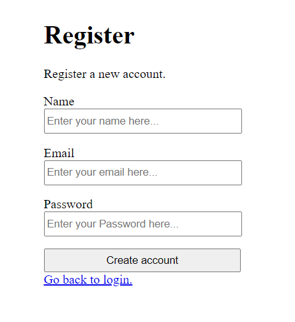 Register
Register a new account.
Name
Enter your name here...
Email
Enter your email here...
Password
Enter your Password here...
Create account
Go back to login.